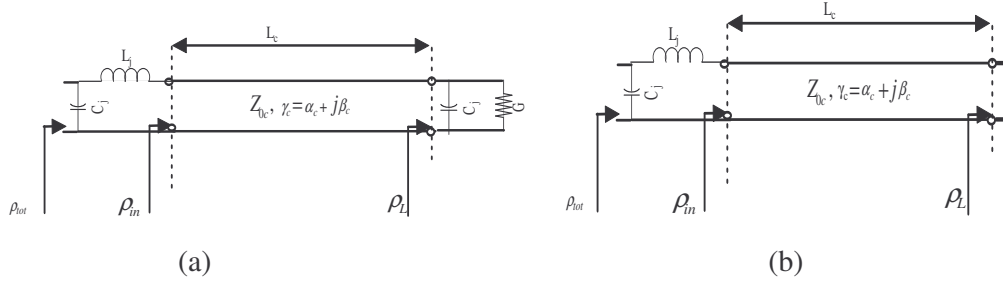 L_c
L_j
C_j
Z_0c, γ_c=α_c+jβ_c
C_j
G
ρ_tot
ρ_in
ρ_L
(a)
L_c
L_j
C_j
Z_0c, γ_c=α_c+jβ_c
ρ_tot
ρ_in
ρ_L
(b)